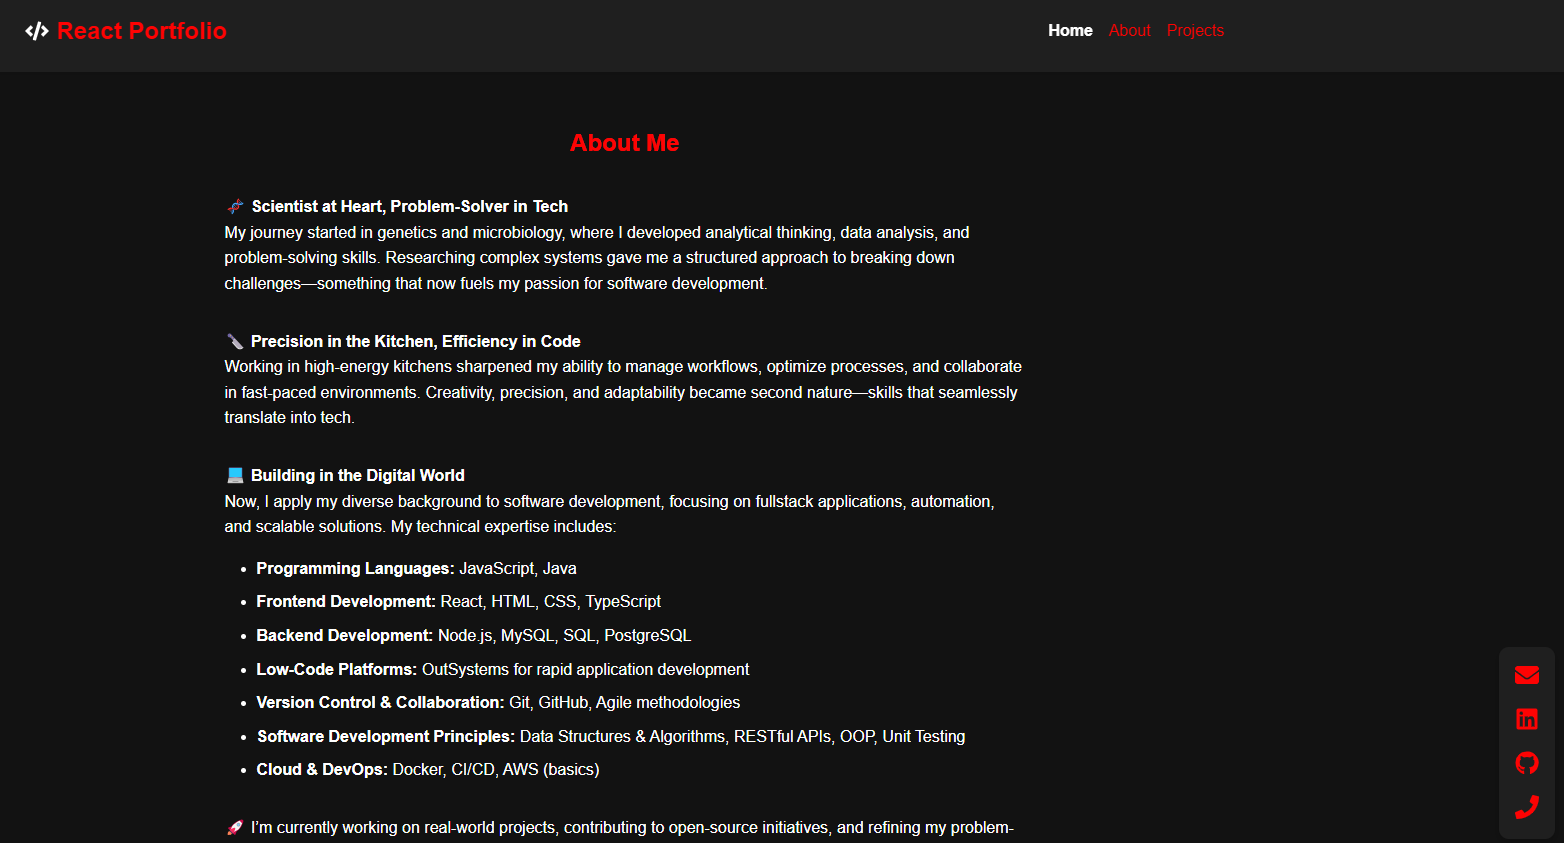 React Portfolio
Home About Projects
About Me
🧬 Scientist at Heart, Problem-Solver in Tech
My journey started in genetics and microbiology, where I developed analytical thinking, data analysis, and
problem-solving skills. Researching complex systems gave me a structured approach to breaking down
challenges—something that now fuels my passion for software development.
🔪 Precision in the Kitchen, Efficiency in Code
Working in high-energy kitchens sharpened my ability to manage workflows, optimize processes, and collaborate
in fast-paced environments. Creativity, precision, and adaptability became second nature—skills that seamlessly
translate into tech.
💻 Building in the Digital World
Now, I apply my diverse background to software development, focusing on fullstack applications, automation,
and scalable solutions. My technical expertise includes:
• Programming Languages: JavaScript, Java
• Frontend Development: React, HTML, CSS, TypeScript
• Backend Development: Node.js, MySQL, SQL, PostgreSQL
• Low-Code Platforms: OutSystems for rapid application development
• Version Control & Collaboration: Git, GitHub, Agile methodologies
• Software Development Principles: Data Structures & Algorithms, RESTful APIs, OOP, Unit Testing
• Cloud & DevOps: Docker, CI/CD, AWS (basics)
🚀 I’m currently working on real-world projects, contributing to open-source initiatives, and refining my problem-